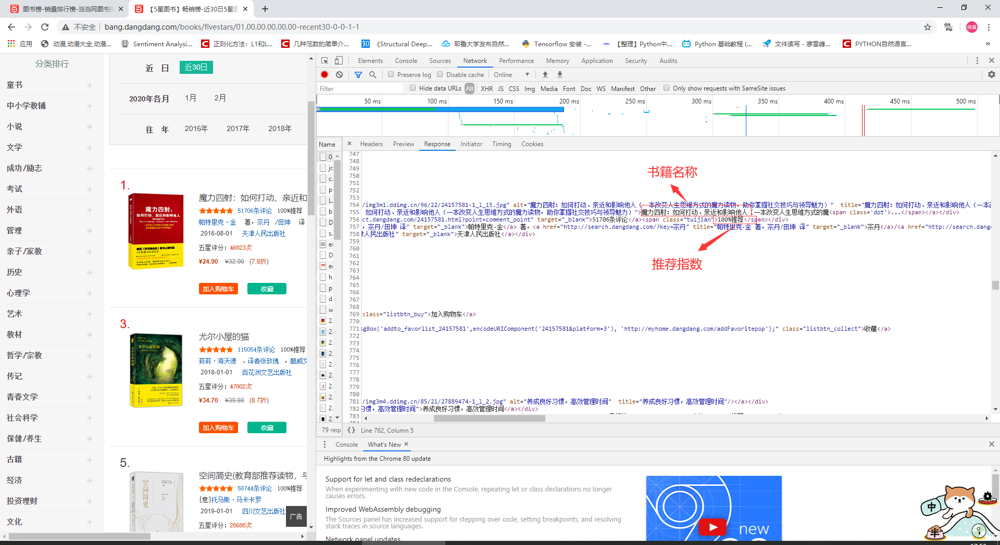 图书榜-销量排行榜-当当网图书排
【5星图书】畅销榜-近30日5星图
不安全
bang.dangdang.com/books/fivestars/01.00.00.00.00.00-recent30-0-0-1-1
Git
Zip
应用
动漫,动漫大全,动漫...
Sentiment Analysi...
正则化方法：L1和L...
几种范数的简单介...
《Structural Deep...
耶鲁大学发布自然...
Tensorflow 安装 -...
【整理】Python中...
Python 基础教程 (...
文件读写 - 廖雪峰...
PYTHON自然语言...
»
分类排行
童书
中小学教辅
小说
文学
成功/励志
考试
外语
管理
亲子/家教
历史
心理学
艺术
教材
哲学/宗教
传记
青春文学
社会科学
保健/养生
古籍
经济
投资理财
文化
近 日 近30日
2020年各月 1月 2月
往 年 2016年 2017年 2018年
1.
魔力四射：如何打动、亲近和
51706条评论 100%推荐
帕特里克·金 著，宗丹 /田坤 译
2016-08-01 天津人民出版社
五星评分：46823次
¥24.90 ¥32.00 (7.8折)
加入购物车 收藏
魔力四射：
如何打动、亲近和影响他人
3.
尤尔小屋的猫
115054条评论 100%推荐
莉莉·海沃德 、译者张玫瑰 ，酷威文
2018-01-01 百花洲文艺出版社
五星评分：47802次
¥34.70 ¥39.80 (8.7折)
加入购物车 收藏
尤尔小屋的猫
5.
空间简史(教育部推荐读物，与
58744条评论 100%推荐
[意]托马斯·马卡卡罗
2019-01-01 四川文艺出版社
五星评分：28688次
空间简史
广告
Elements Console Sources Network Performance Memory Application Security Audits
Preserve log Disable cache Online
Filter Hide data URLs All XHR JS CSS Img Media Font Doc WS Manifest Other Only show requests with SameSite issues
50 ms 100 ms 150 ms 200 ms 250 ms 300 ms 350 ms 400 ms 450 ms 500 ms
Name
Headers Preview Response Initiator Timing Cookies
0.
jc
c.
p
L.
b
D
s.
er
D
er
h.
p
d
w
2.
2.
2.
2.
2.
2.
2.
2.
2.
2.
747
748
749
750
751
752
753
754 /img3m1.ddimg.cn/96/22/24157581-1_l_15.jpg" alt="魔力四射：如何打动、亲近和影响他人（一本改变人生思维方式的魔力读物，助你掌握社交技巧与领导魅力）" title="魔力四射：如何打动、亲近和影响他人（一本改
755 如何打动、亲近和影响他人（一本改变人生思维方式的魔力读物，助你掌握社交技巧与领导魅力）">魔力四射：如何打动、亲近和影响他人（一本改变人生思维方式的魔<span class='dot'>...</span></a></div>
756 ct.dangdang.com/24157581.html?point=comment_point" target="_blank">51706条评论</a><span class="tuijian">100%推荐</span></div>
757 ，宗丹/田坤 译" target="_blank">帕特里克·金</a> 著，<a href="http://search.dangdang.com/?key=宗丹" title="帕特里克·金 著，宗丹/田坤 译" target="_blank">宗丹</a>/<a href="http://search.dang
758 人民出版社" target="_blank">天津人民出版社</a></div>
759
760
761
762
763
764
765
766
767
768
769 class="listbtn_buy">加入购物车</a>
770
771 sgBox('addto_favorlist_24157581',encodeURIComponent('24157581&platform=3'), 'http://myhome.dangdang.com/addFavoritepop');" class="listbtn_collect">收藏</a>
772
773
774
775
776
777
778
779
780
781 /img3m4.ddimg.cn/85/21/27889474-1_l_2.jpg" alt="养成良好习惯，高效管理时间" title="养成良好习惯，高效管理时间"/></a></div>
782 习惯，高效管理时间">养成良好习惯，高效管理时间</a></div>
783
书籍名称
推荐指数
79 requ
{} Line 762, Column 5
Console What's New
Highlights from the Chrome 80 update
Support for let and class redeclarations
When experimenting with new code in the Console, repeating let or class declarations no longer
causes errors.
Improved WebAssembly debugging
The Sources panel has increased support for stepping over code, setting breakpoints, and resolving
stack traces in source languages.
Network panel updates
new
中
半